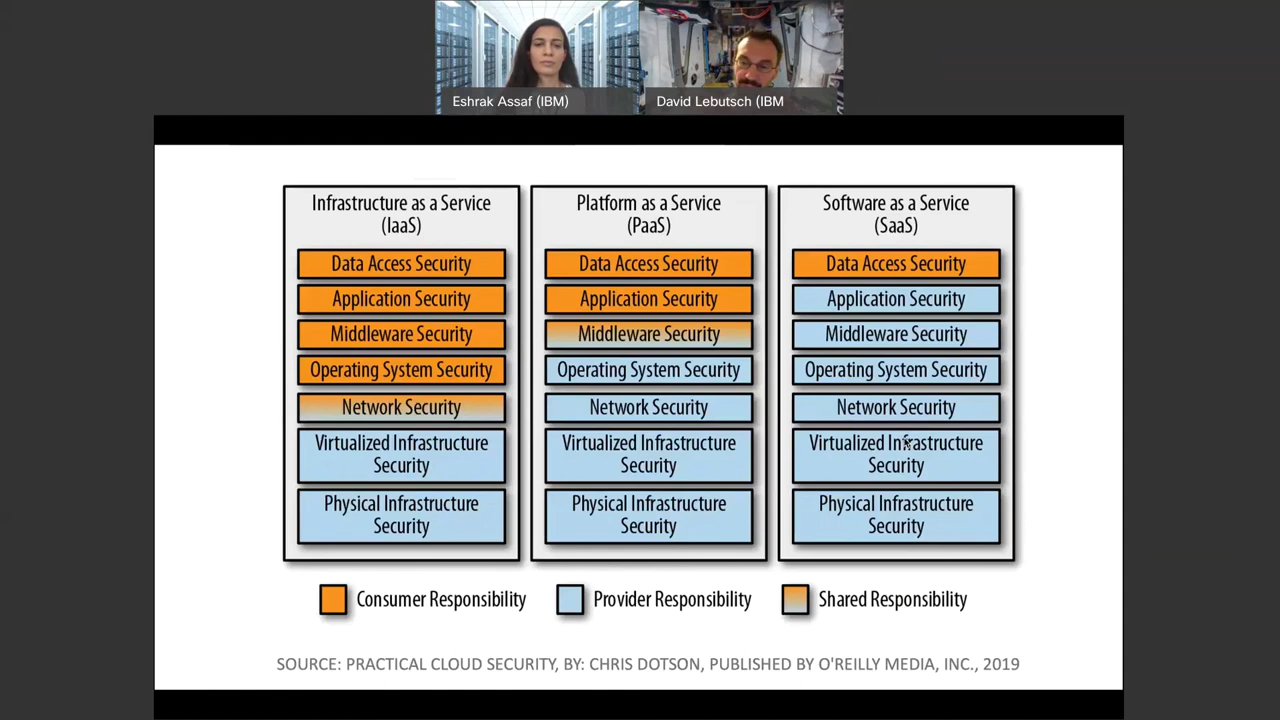 Eshrak Assaf (IBM)
David Lebutsch (IBM
Infrastructure as a Service
(IaaS)
Data Access Security
Application Security
Middleware Security
Operating System Security
Network Security
Virtualized Infrastructure
Security
Physical Infrastructure
Security
Platform as a Service
(PaaS)
Data Access Security
Application Security
Middleware Security
Operating System Security
Network Security
Virtualized Infrastructure
Security
Physical Infrastructure
Security
Software as a Service
(SaaS)
Data Access Security
Application Security
Middleware Security
Operating System Security
Network Security
Virtualized Infrastructure
Security
Physical Infrastructure
Security
Consumer Responsibility
Provider Responsibility
Shared Responsibility
SOURCE: PRACTICAL CLOUD SECURITY, BY: CHRIS DOTSON, PUBLISHED BY O'REILLY MEDIA, INC., 2019